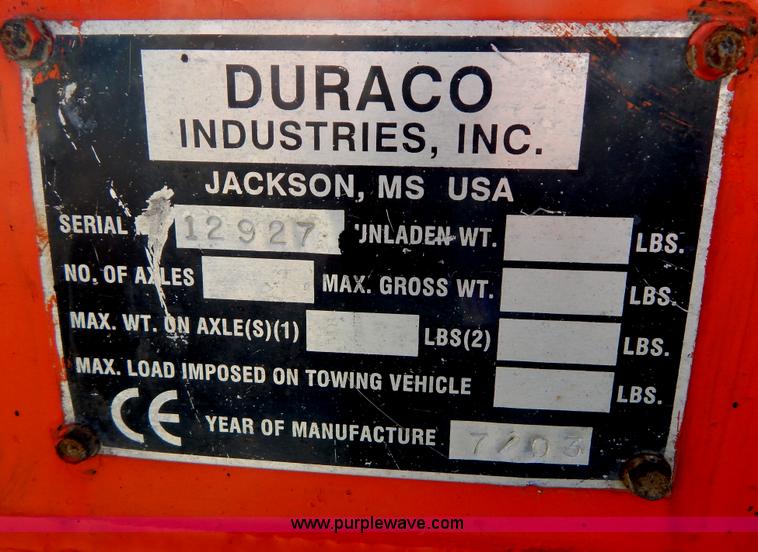 DURACO
INDUSTRIES, INC.
JACKSON, MS USA
SERIAL 12927 UNLADEN WT. LBS.
NO. OF AXLES MAX. GROSS WT. LBS.
MAX. WT. ON AXLE(S)(1) LBS(2) LBS.
MAX. LOAD IMPOSED ON TOWING VEHICLE LBS.
CE YEAR OF MANUFACTURE 7/03
www.purplewave.com